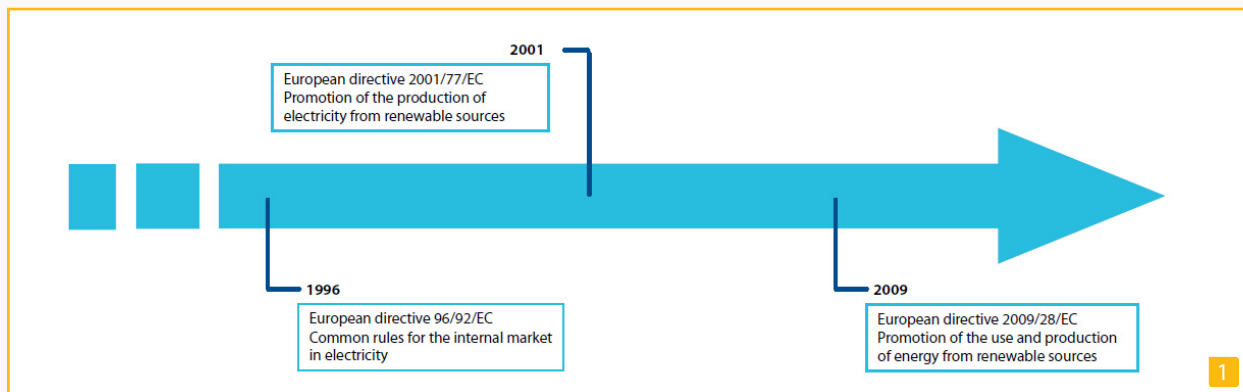 2001
European directive 2001/77/EC
Promotion of the production of
electricity from renewable sources
1996
European directive 96/92/EC
Common rules for the internal market
in electricity
2009
European directive 2009/28/EC
Promotion of the use and production
of energy from renewable sources
1